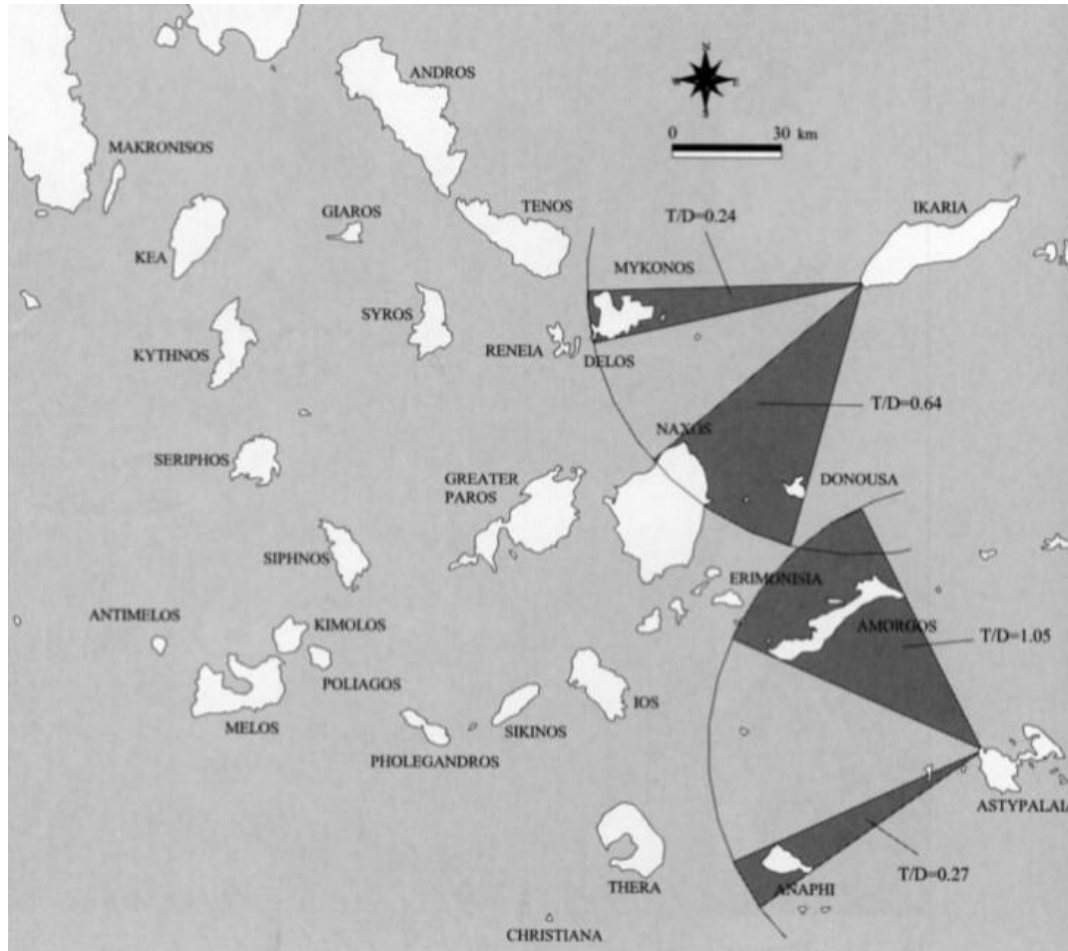 N
W
E
S
ANDROS
0
30 km
MAKRONISOS
IKARIA
GIAROS
TENOS
T/D=0.24
KEA
MYKONOS
SYROS
KYTHNOS
RENEIA
DELOS
T/D=0.64
NAXOS
SERIPHOS
GREATER
PAROS
DONOUSA
SIPHNOS
ERIMONISIA
ANTIMELOS
KIMOLOS
AMORGOS
T/D=1.05
POLIAGOS
MELOS
IOS
SIKINOS
PHOLEGANDROS
ASTYPALAIA
THERA
ANAPHI
T/D=0.27
CHRISTIANA